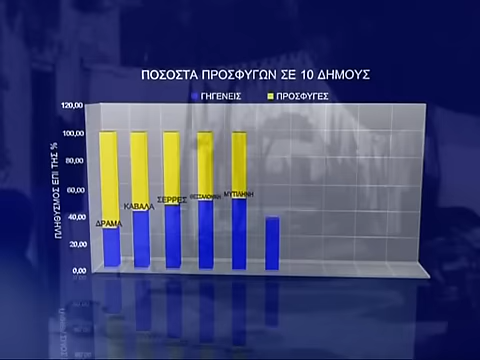 ΠΟΣΟΣΤΑ ΠΡΟΣΦΥΓΩΝ ΣΕ 10 ΔΗΜΟΥΣ
ΓΗΓΕΝΕΙΣ ΠΡΟΣΦΥΓΕΣ
ΠΛΗΘΥΣΜΟΣ ΕΠΙ ΤΗΣ %
120,00
100,00
80,00
60,00
40,00
20,00
0,00
ΔΡΑΜΑ
ΚΑΒΑΛΑ
ΣΕΡΡΕΣ
ΘΕΣΣΑΛΟΝΙΚΗ
ΜΥΤΙΛΗΝΗ